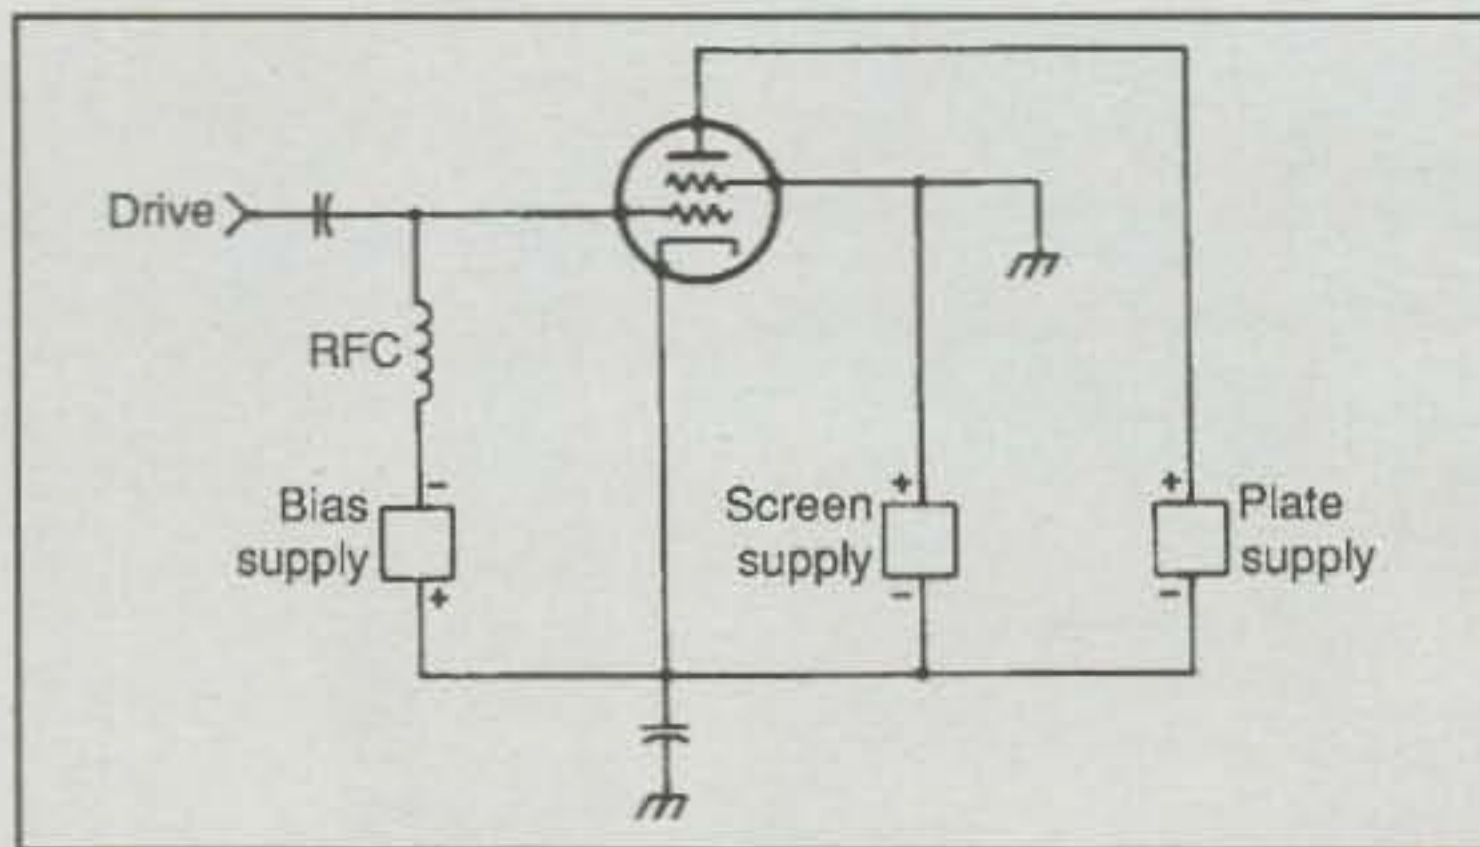 Drive
RFC
-
Bias
supply
+
+
Screen
supply
-
+
Plate
supply
-